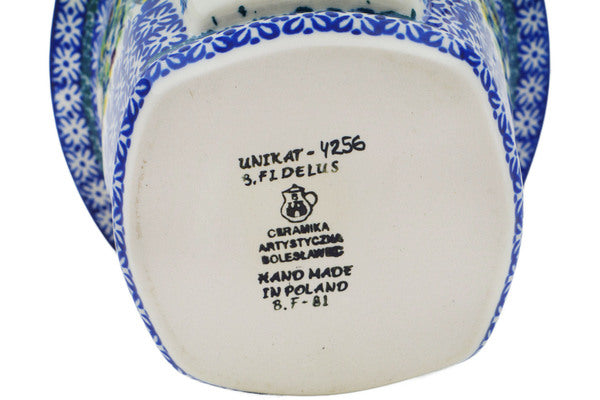 UNIKAT - 4256
B.FIDELUS
B
CERAMIKA
ARTYSTYCZNA
BOLESŁAWIEC
HAND MADE
IN POLAND
B.F-81